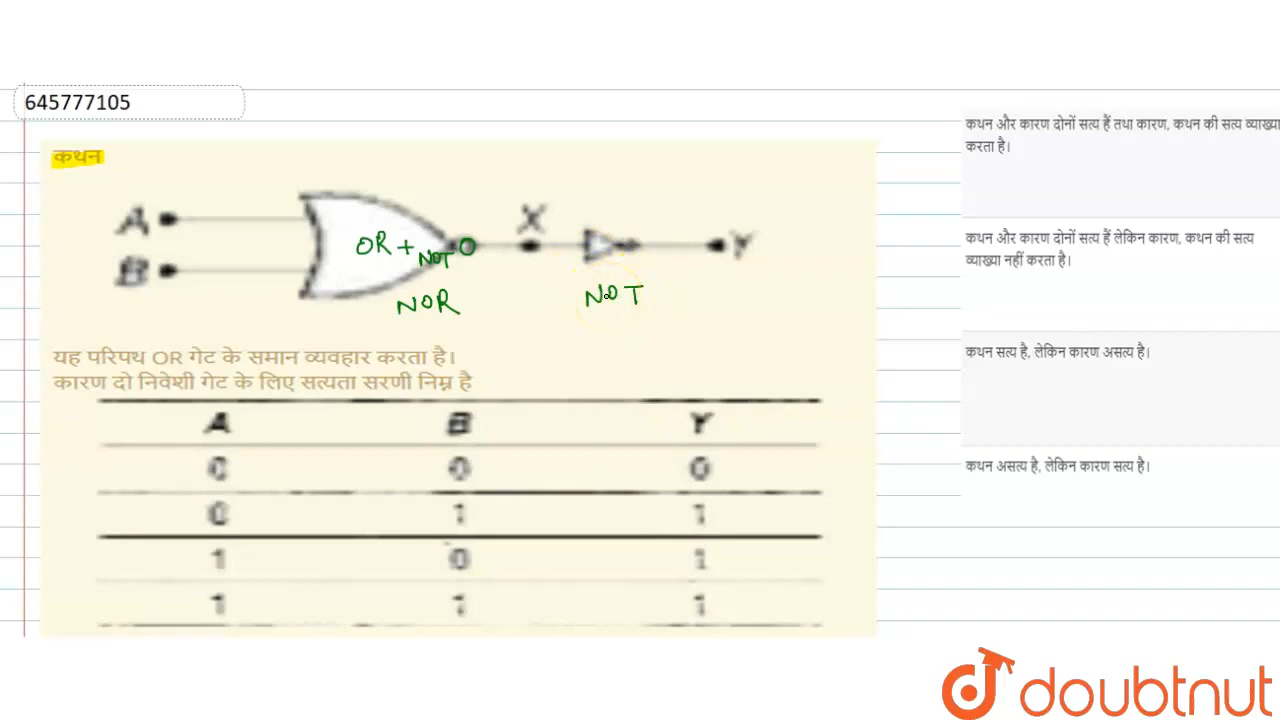 645777105
कथन
A
B
OR + NOT
NOR
X
NOT
Y
यह परिपथ OR गेट के समान व्यवहार करता है।
कारण दो निवेशी गेट के लिए सत्यता सारणी निम्न है
A B Y
0 0 0
0 1 1
1 0 1
1 1 1
कथन और कारण दोनों सत्य हैं तथा कारण, कथन की सत्य व्याख्या
करता है।
कथन और कारण दोनों सत्य हैं लेकिन कारण, कथन की सत्य
व्याख्या नहीं करता है।
कथन सत्य है, लेकिन कारण असत्य है।
कथन असत्य है, लेकिन कारण सत्य है।
doubtnut